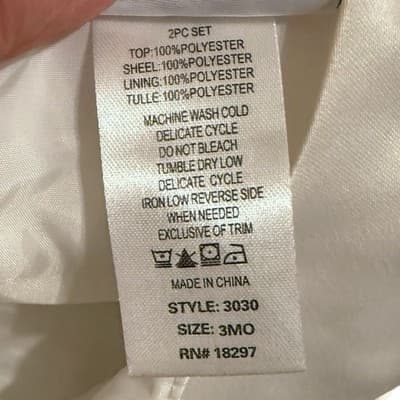 2PC SET
TOP:100%POLYESTER
SHEEL:100%POLYESTER
LINING:100%POLYESTER
TULLE:100%POLYESTER
MACHINE WASH COLD
DELICATE CYCLE
DO NOT BLEACH
TUMBLE DRY LOW
DELICATE CYCLE
IRON LOW REVERSE SIDE
WHEN NEEDED
EXCLUSIVE OF TRIM
MADE IN CHINA
STYLE: 3030
SIZE: 3MO
RN# 18297